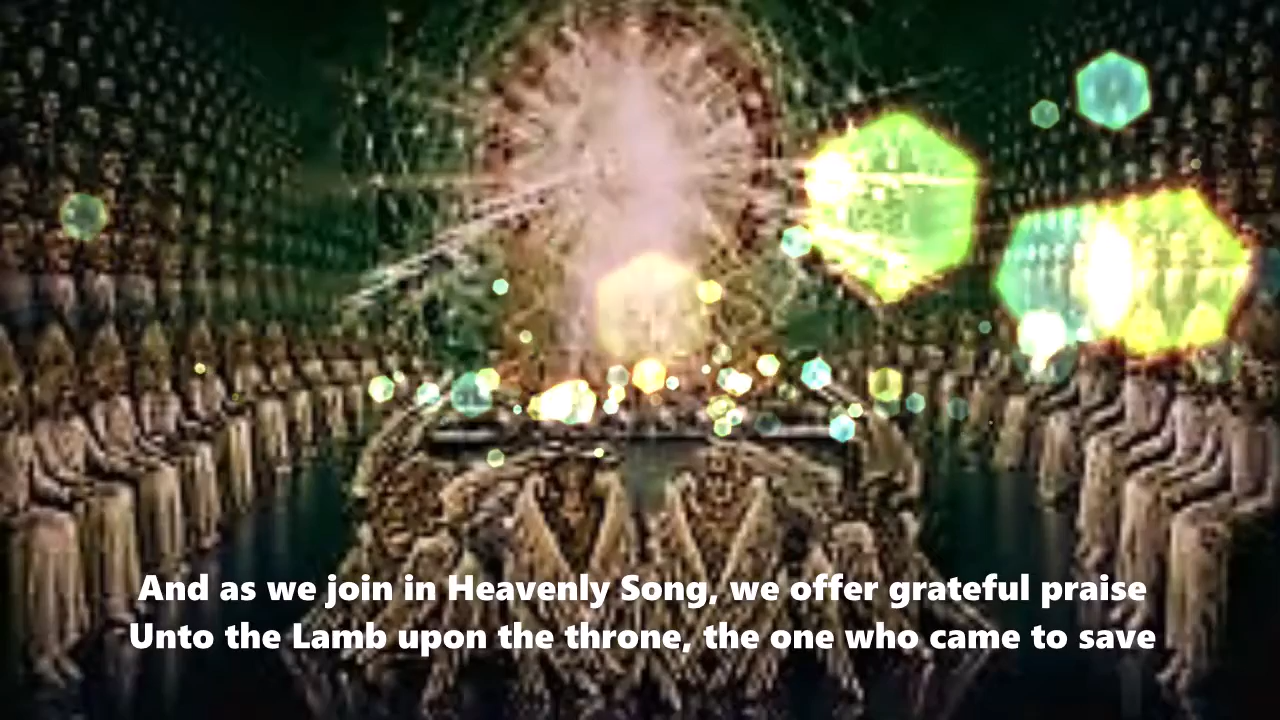 And as we join in Heavenly Song, we offer grateful praise
Unto the Lamb upon the throne, the one who came to save